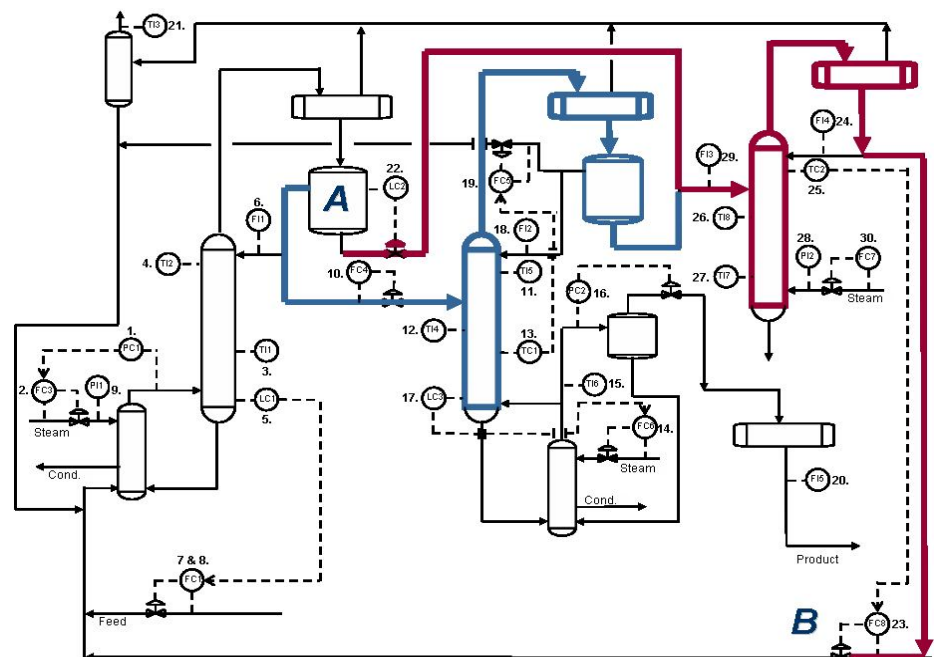 TI3 21.
FI4 24.
22.
LC2
FI3 29.
TC2
25.
19. FC5
A
6.
FI1
18.
FI2
TI8
26.
4. TI2
10. FC4
TI5
11.
PC2
16.
28.
PI2
30.
FC7
27. TI7
Steam
1.
PC1
12. TI4
13.
TC1
TI1
3.
2. FC3
PI1 9.
TI6 15.
17. LC3
LC1
5.
Steam
FC6
14.
Steam
Cond.
FI5 20.
Cond.
Product
7 & 8.
FC1
Feed
B
FC8 23.